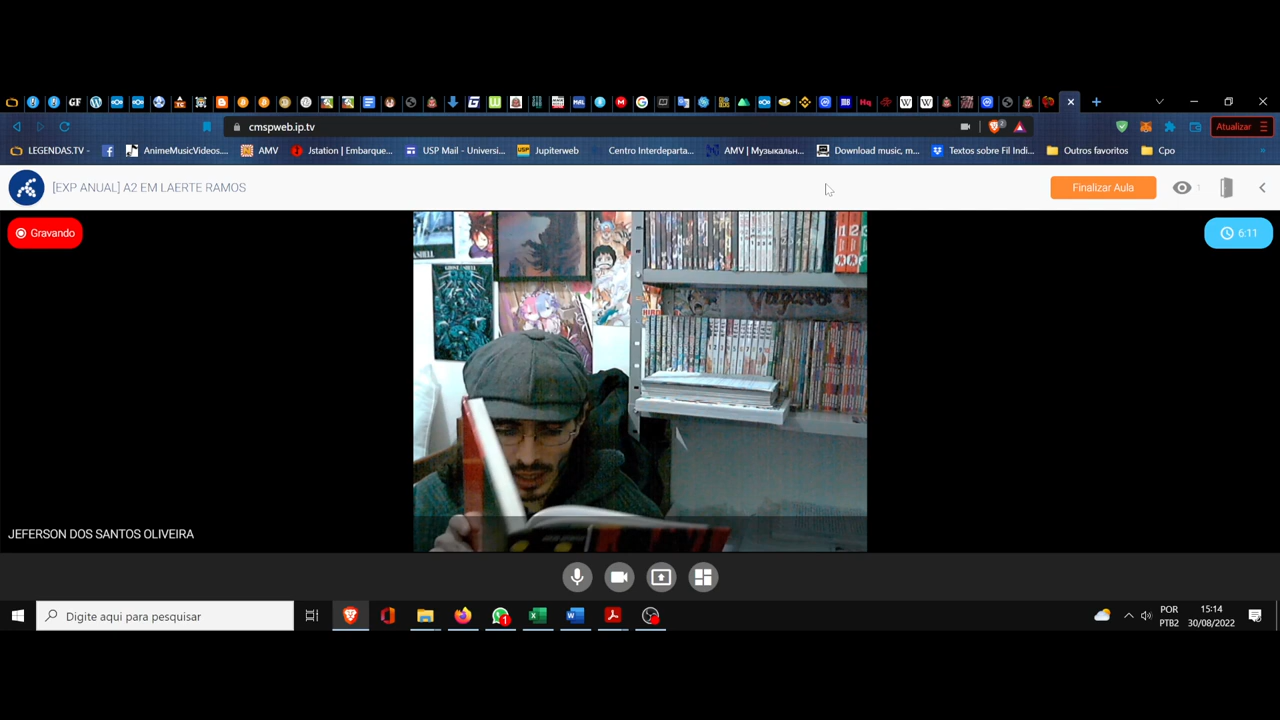 cmspweb.ip.tv
Atualizar
LEGENDAS.TV -
AnimeMusicVideos....
AMV
Jstation | Embarque...
USP Mail - Universi...
Jupiterweb
Centro Interdeparta...
AMV | Музыкальн...
Download music, m...
Textos sobre Fil Indi...
Outros favoritos
Cpo
[EXP ANUAL] A2 EM LAERTE RAMOS
Finalizar Aula
1
Gravando
6:11
JEFERSON DOS SANTOS OLIVEIRA
Digite aqui para pesquisar
POR
PTB2
15:14
30/08/2022